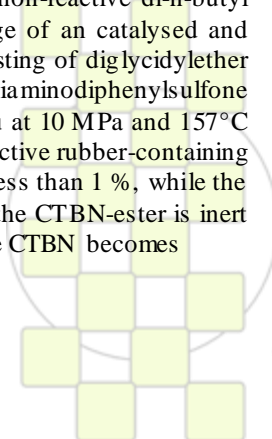 non-reactive di-n-butyl
ge of an catalysed and
sting of diglycidylether
iaminodiphenylsulfone
at 10 MPa and 157°C
ctive rubber-containing
ess than 1 %, while the
he CTBN-ester is inert
e CTBN becomes